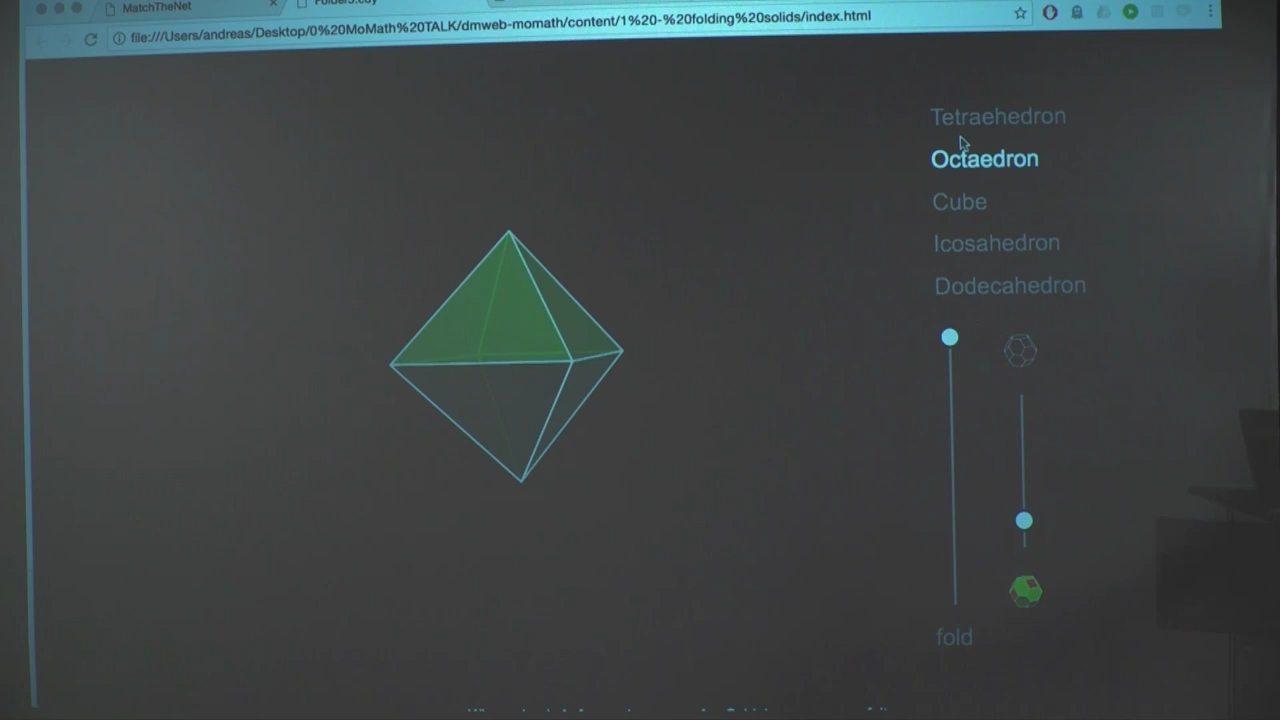 MatchTheNet
file:///Users/andreas/Desktop/0%20MoMath%20TALK/dmweb-momath/content/1%20-%20folding%20solids/index.html
Tetraehedron
Octaedron
Cube
Icosahedron
Dodecahedron
fold